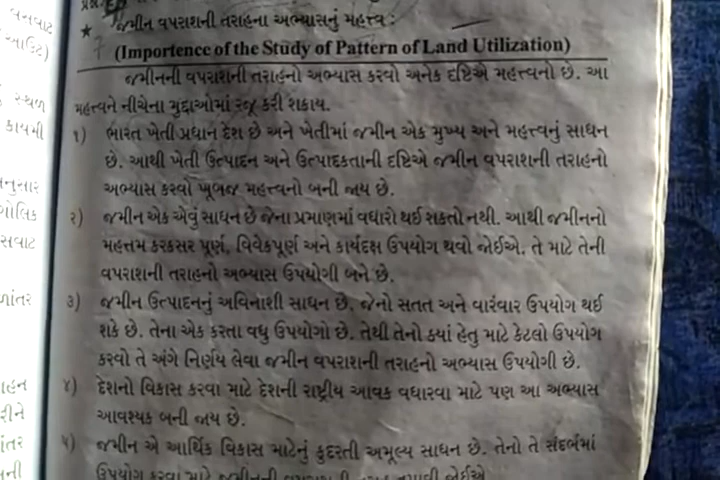 જમીન વપરાશની તરાહના અભ્યાસનું મહત્ત્વ :
(Importence of the Study of Pattern of Land Utilization)
જમીનની વપરાશની તરાહનો અભ્યાસ કરવો અનેક દષ્ટિએ મહત્ત્વનો છે. આ
મહત્ત્વને નીચેના મુદ્દાઓમાં રજૂ કરી શકાય.
૧) ભારત ખેતી પ્રધાન દેશ છે અને ખેતીમાં જમીન એક મુખ્ય અને મહત્ત્વનું સાધન
છે. આથી ખેતી ઉત્પાદન અને ઉત્પાદકતાની દષ્ટિએ જમીન વપરાશની તરાહનો
અભ્યાસ કરવો ખૂબજ મહત્ત્વનો બની જાય છે.
૨) જમીન એક એવું સાધન છે જેના પ્રમાણમાં વધારો થઈ શકતો નથી. આથી જમીનનો
મહત્તમ કરકસર પૂર્ણ, વિવેકપૂર્ણ અને કાર્યદક્ષ ઉપયોગ થવો જોઈએ. તે માટે તેની
વપરાશની તરાહનો અભ્યાસ ઉપયોગી બને છે.
૩) જમીન ઉત્પાદનનું અવિનાશી સાધન છે. જેનો સતત અને વારંવાર ઉપયોગ થઈ
શકે છે. તેના એક કરતા વધુ ઉપયોગો છે. તેથી તેનો ક્યાં હેતુ માટે કેટલો ઉપયોગ
કરવો તે અંગે નિર્ણય લેવા જમીન વપરાશની તરાહનો અભ્યાસ ઉપયોગી છે.
૪) દેશનો વિકાસ કરવા માટે દેશની રાષ્ટ્રીય આવક વધારવા માટે પણ આ અભ્યાસ
આવશ્યક બની જાય છે.
૫) જમીન એ આર્થિક વિકાસ માટેનું કુદરતી અમૂલ્ય સાધન છે. તેનો તે સંદર્ભમાં
ઉપયોગ કરવા માટે જમીનની